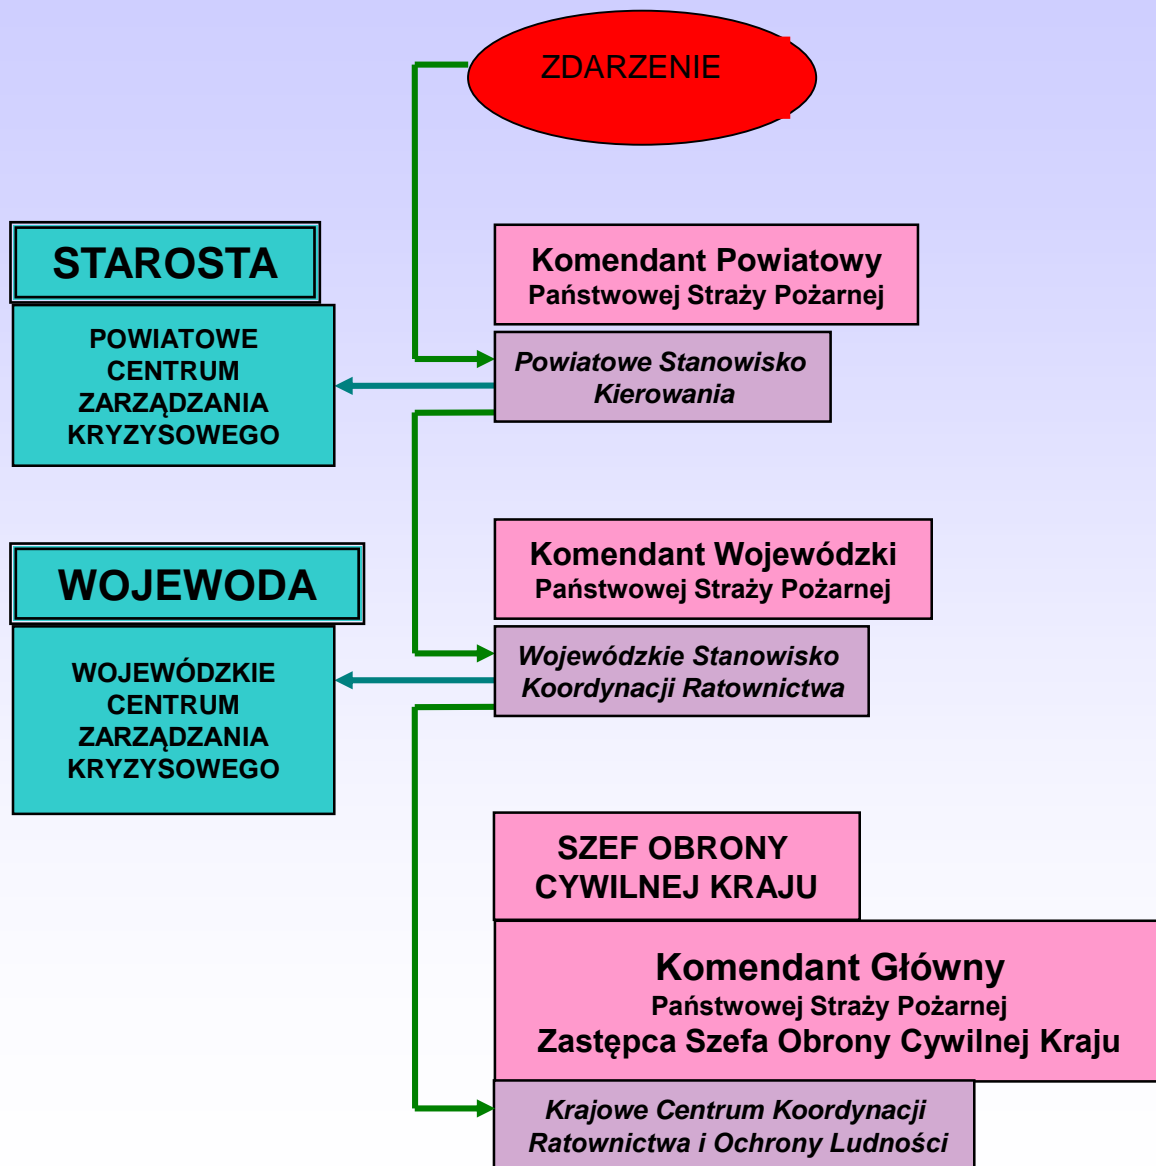 ZDARZENIE
STAROSTA
POWIATOWE
CENTRUM
ZARZĄDZANIA
KRYZYSOWEGO
Komendant Powiatowy
Państwowej Straży Pożarnej
Powiatowe Stanowisko
Kierowania
WOJEWODA
WOJEWÓDZKIE
CENTRUM
ZARZĄDZANIA
KRYZYSOWEGO
Komendant Wojewódzki
Państwowej Straży Pożarnej
Wojewódzkie Stanowisko
Koordynacji Ratownictwa
SZEF OBRONY
CYWILNEJ KRAJU
Komendant Główny
Państwowej Straży Pożarnej
Zastępca Szefa Obrony Cywilnej Kraju
Krajowe Centrum Koordynacji
Ratownictwa i Ochrony Ludności